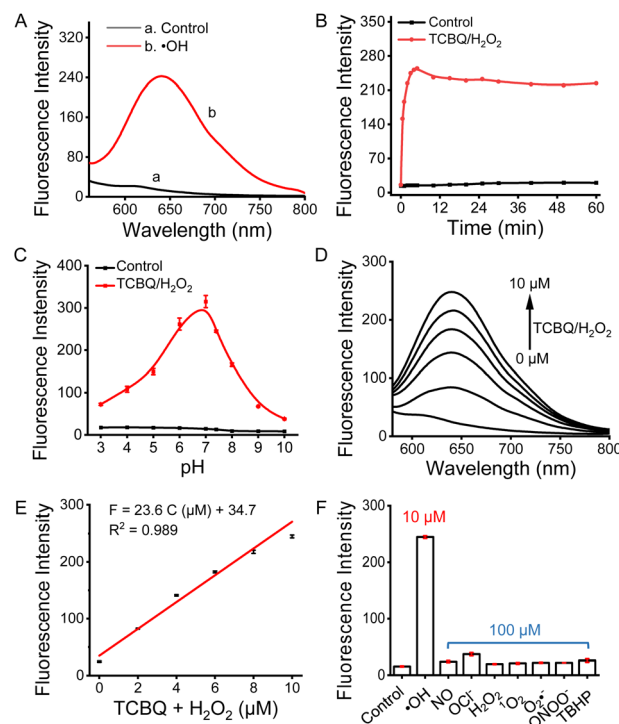 A
a. Control
b. •OH
Fluorescence Intensity
320
240
160
80
0
b
a
600
650
700
750
800
Wavelength (nm)
B
Control
TCBQ/H₂O₂
Fluorescence Intensity
350
280
210
140
70
0
0
10
20
30
40
50
60
Time (min)
C
Control
TCBQ/H₂O₂
Fluorescence Instensity
400
300
200
100
0
3
4
5
6
7
8
9
10
pH
D
10 µM
TCBQ/H₂O₂
0 µM
Fluorescence Intensity
300
200
100
0
600
650
700
750
800
Wavelength (nm)
E
F = 23.6 C (µM) + 34.7
R² = 0.989
Fluorescence Intensity
300
200
100
0
0
2
4
6
8
10
TCBQ + H₂O₂ (µM)
F
10 µM
100 µM
Fluorescence Intensity
300
200
100
0
Control
•OH
NO
OCl⁻
H₂O₂
¹O₂
O₂•⁻
ONOO⁻
TBHP